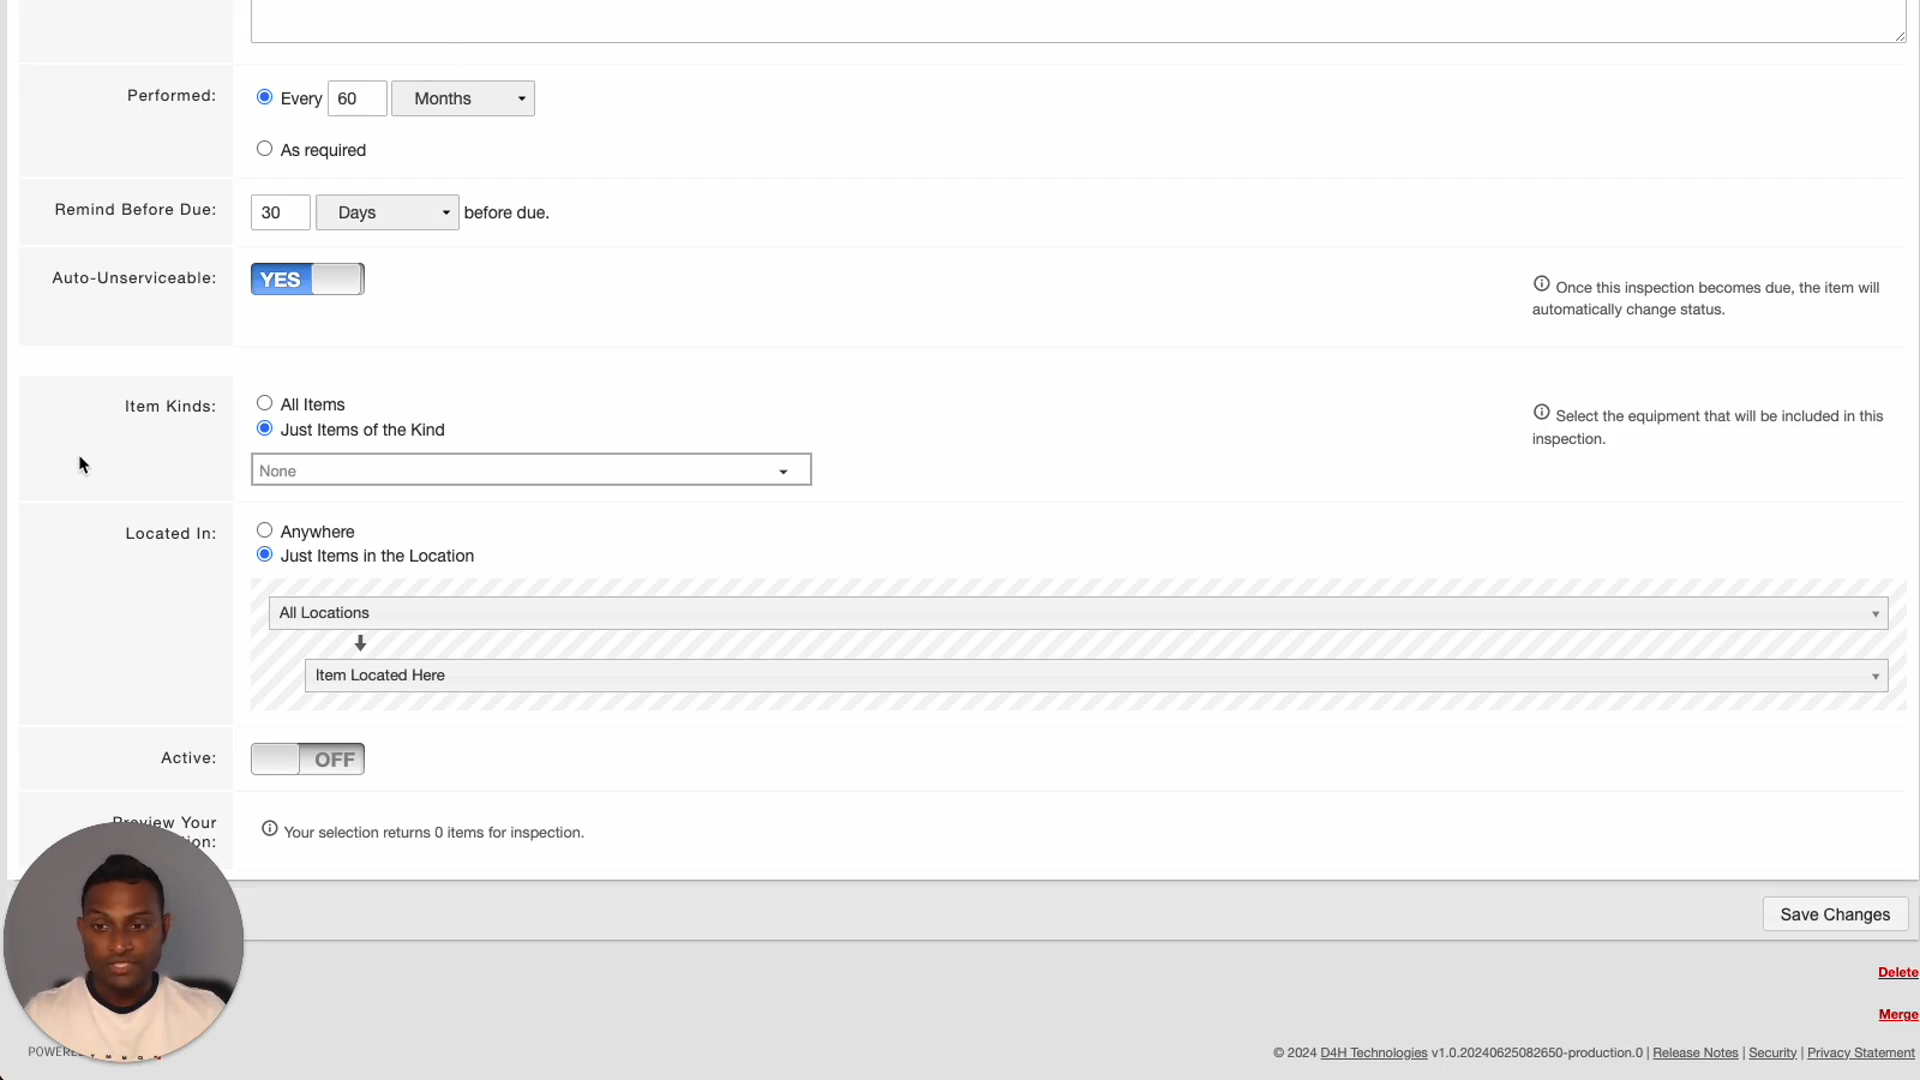 Performed:
Every 60 Months
As required
Remind Before Due:
30 Days before due.
Auto-Unserviceable:
YES
Once this inspection becomes due, the item will
automatically change status.
Item Kinds:
All Items
Just Items of the Kind
None
Select the equipment that will be included in this
inspection.
Located In:
Anywhere
Just Items in the Location
All Locations
Item Located Here
Active:
OFF
Preview Your
Your selection returns 0 items for inspection.
Save Changes
Delete
Merge
© 2024 D4H Technologies v1.0.20240625082650-production.0 | Release Notes | Security | Privacy Statement